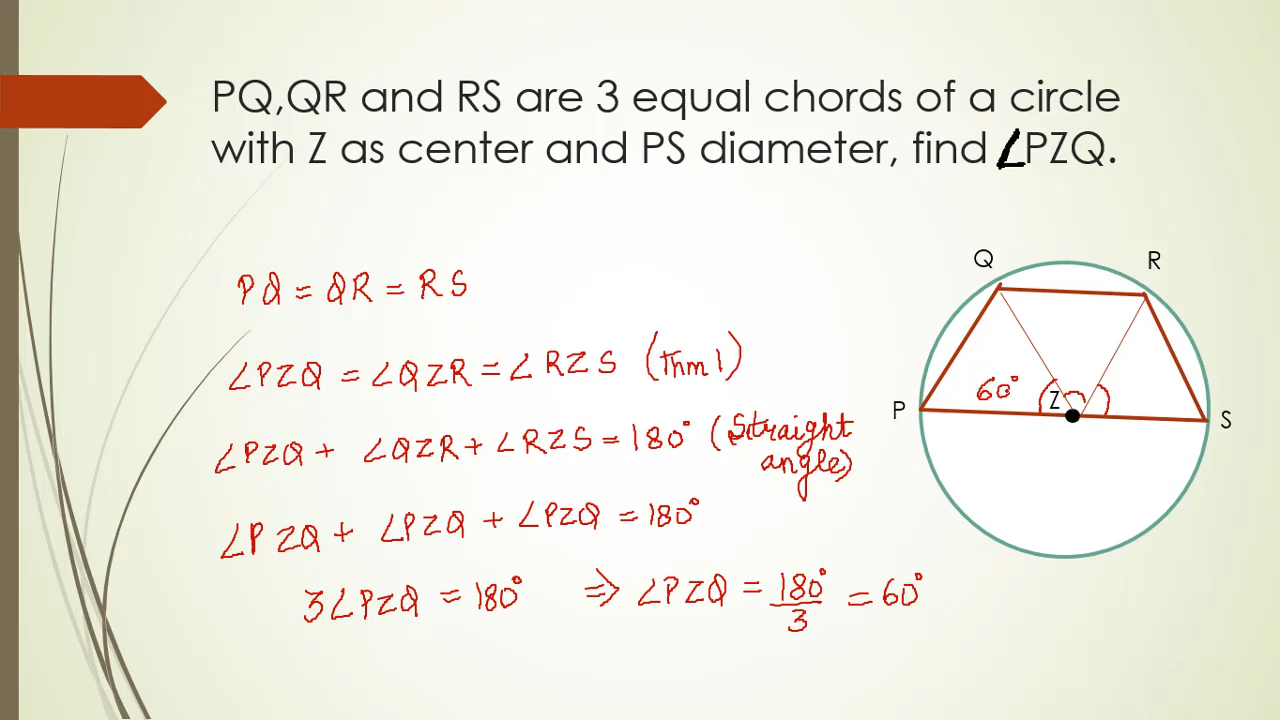 PQ,QR and RS are 3 equal chords of a circle
with Z as center and PS diameter, find ∠PZQ.
PQ = QR = RS
∠PZQ = ∠QZR = ∠RZS (Thm 1)
∠PZQ + ∠QZR + ∠RZS = 180° (Straight
angle)
∠PZQ + ∠PZQ + ∠PZQ = 180°
3∠PZQ = 180° ⇒ ∠PZQ = 180°/3 = 60°
Q
R
60°
Z
P
S